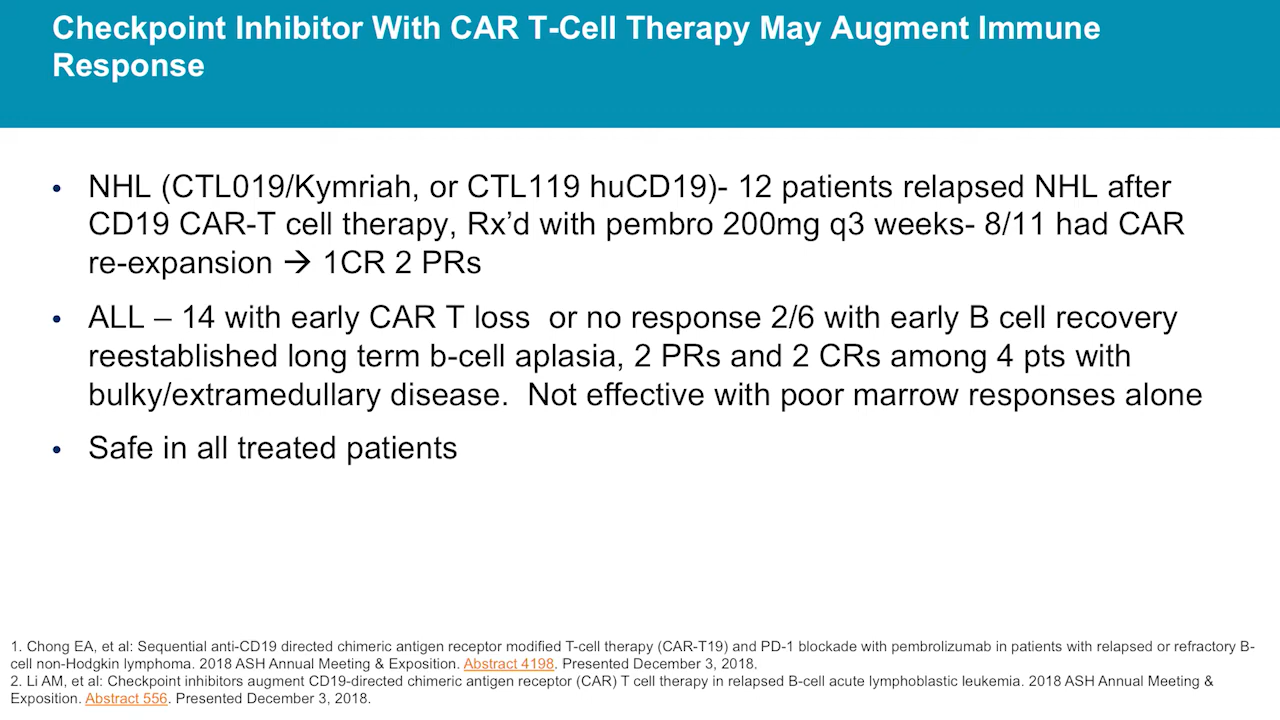 Checkpoint Inhibitor With CAR T-Cell Therapy May Augment Immune
Response
• NHL (CTL019/Kymriah, or CTL119 huCD19)- 12 patients relapsed NHL after
CD19 CAR-T cell therapy, Rx’d with pembro 200mg q3 weeks- 8/11 had CAR
re-expansion → 1CR 2 PRs
• ALL – 14 with early CAR T loss  or no response 2/6 with early B cell recovery
reestablished long term b-cell aplasia, 2 PRs and 2 CRs among 4 pts with
bulky/extramedullary disease.  Not effective with poor marrow responses alone
• Safe in all treated patients
1. Chong EA, et al: Sequential anti-CD19 directed chimeric antigen receptor modified T-cell therapy (CAR-T19) and PD-1 blockade with pembrolizumab in patients with relapsed or refractory B-
cell non-Hodgkin lymphoma. 2018 ASH Annual Meeting & Exposition. Abstract 4198. Presented December 3, 2018.
2. Li AM, et al: Checkpoint inhibitors augment CD19-directed chimeric antigen receptor (CAR) T cell therapy in relapsed B-cell acute lymphoblastic leukemia. 2018 ASH Annual Meeting &
Exposition. Abstract 556. Presented December 3, 2018.